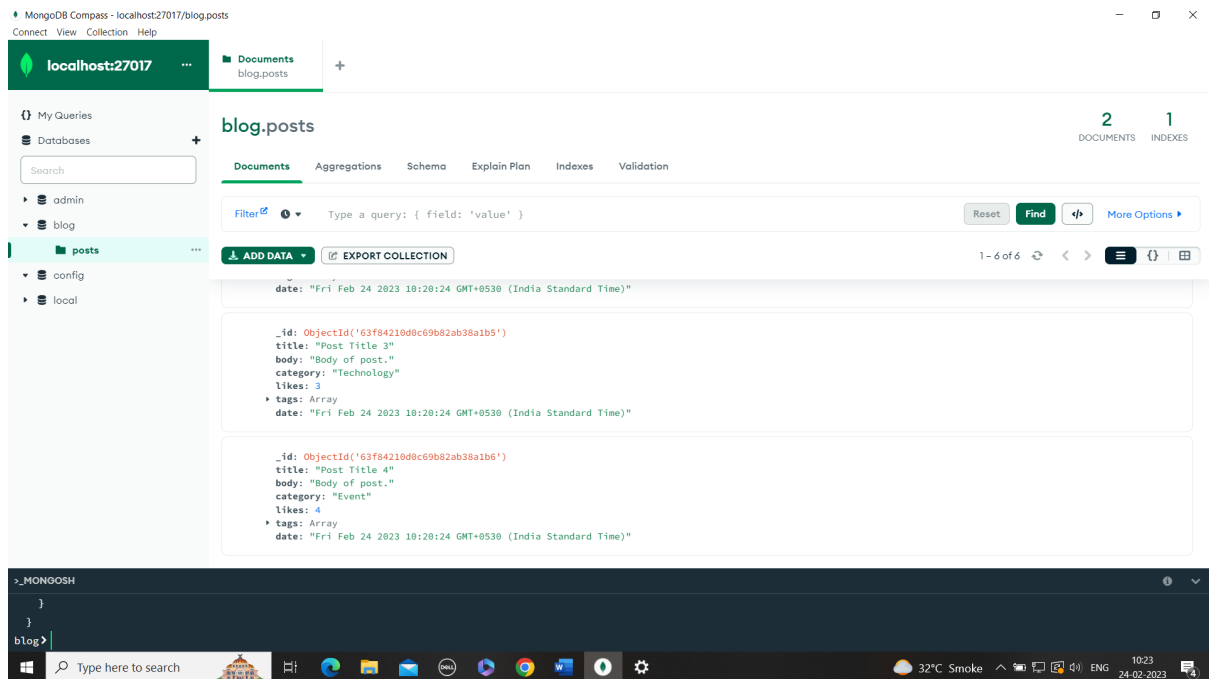 MongoDB Compass - localhost:27017/blog.posts
Connect View Collection Help
localhost:27017 ...
Documents
blog.posts
+
{} My Queries
Databases +
Search
admin
blog
posts ...
config
local
blog.posts
2
DOCUMENTS
1
INDEXES
Documents Aggregations Schema Explain Plan Indexes Validation
Filter Type a query: { field: 'value' } Reset Find </> More Options
ADD DATA EXPORT COLLECTION 1 – 6 of 6 < > {}
date: "Fri Feb 24 2023 10:20:24 GMT+0530 (India Standard Time)"
_id: ObjectId('63f84210d0c69b82ab38a1b5')
title: "Post Title 3"
body: "Body of post."
category: "Technology"
likes: 3
tags: Array
date: "Fri Feb 24 2023 10:20:24 GMT+0530 (India Standard Time)"
_id: ObjectId('63f84210d0c69b82ab38a1b6')
title: "Post Title 4"
body: "Body of post."
category: "Event"
likes: 4
tags: Array
date: "Fri Feb 24 2023 10:20:24 GMT+0530 (India Standard Time)"
>_MONGOSH
}
}
blog>
Type here to search
DELL
W
32°C Smoke
ENG
10:23
24-02-2023
4